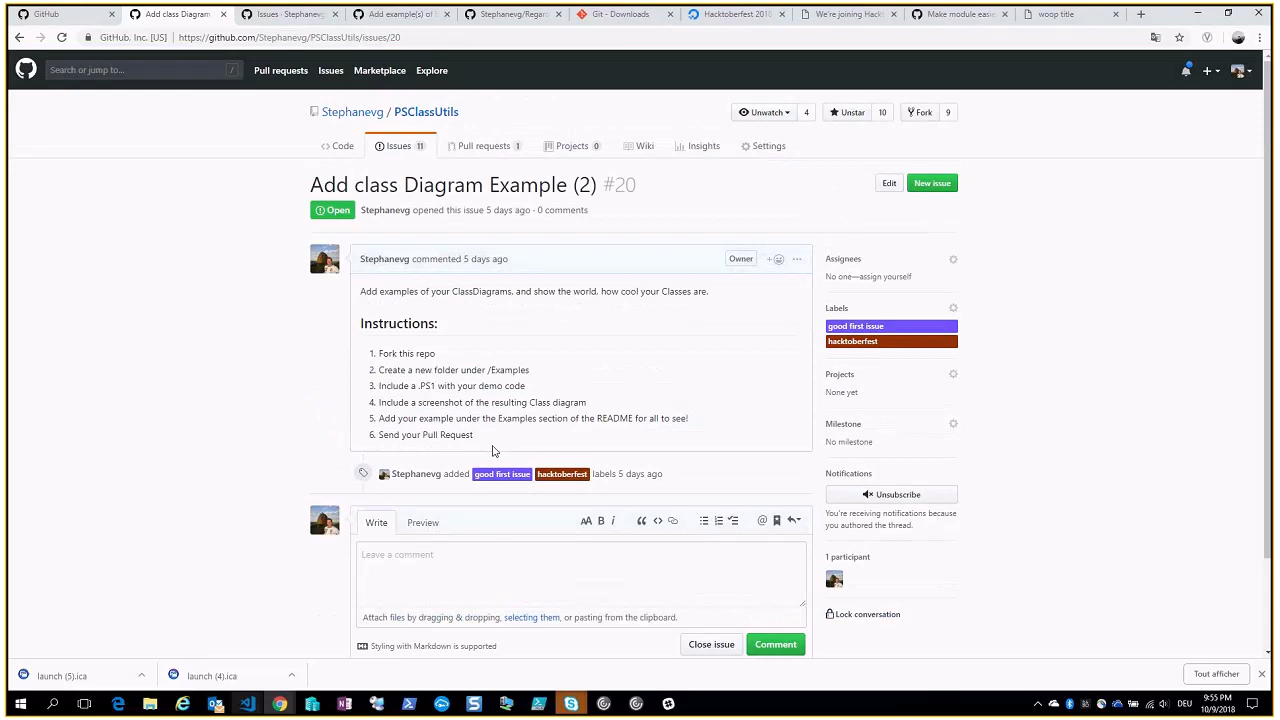 GitHub
Add class Diagram
Issues · Stephanevg
Add example(s) of
Stephanevg/Regar
Git - Downloads
Hacktoberfest 201
We're joining Hack
Make module easie
woop title
GitHub, Inc. [US] https://github.com/Stephanevg/PSClassUtils/issues/20
Search or jump to... /
Pull requests Issues Marketplace Explore
Stephanevg / PSClassUtils
Unwatch 4 Unstar 10 Fork 9
Code Issues 11 Pull requests 1 Projects 0 Wiki Insights Settings
Add class Diagram Example (2) #20
Edit New issue
Open Stephanevg opened this issue 5 days ago · 0 comments
Stephanevg commented 5 days ago Owner
Add examples of your ClassDiagrams, and show the world, how cool your Classes are.
Instructions:
1. Fork this repo
2. Create a new folder under /Examples
3. Include a .PS1 with your demo code
4. Include a screenshot of the resulting Class diagram
5. Add your example under the Examples section of the README for all to see!
6. Send your Pull Request
Stephanevg added good first issue hacktoberfest labels 5 days ago
Write Preview
Leave a comment
Attach files by dragging & dropping, selecting them, or pasting from the clipboard.
Styling with Markdown is supported
Close issue Comment
Assignees
No one—assign yourself
Labels
good first issue
hacktoberfest
Projects
None yet
Milestone
No milestone
Notifications
Unsubscribe
You're receiving notifications because
you authored the thread.
1 participant
Lock conversation
launch (5).ica
launch (4).ica
Tout afficher
DEU
9:55 PM
10/9/2018